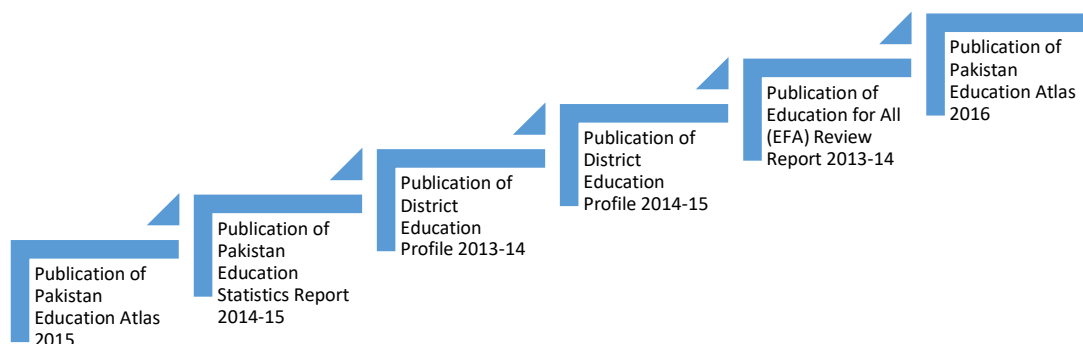 Publication of
Pakistan
Education Atlas
2015
Publication of
Pakistan
Education
Statistics Report
2014-15
Publication of
District
Education
Profile 2013-14
Publication of
District
Education
Profile 2014-15
Publication of
Education for All
(EFA) Review
Report 2013-14
Publication of
Pakistan
Education Atlas
2016